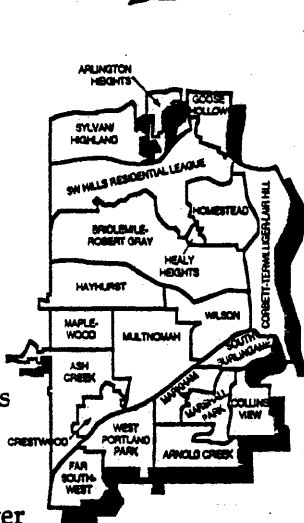 ARLINGTON
HEIGHTS
GOOSE
HOLLOW
SYLVAN/
HIGHLAND
SW HILLS RESIDENTIAL LEAGUE
HOMESTEAD
CORBETT-TERWILLIGER-LAIR HILL
BRIDLEMILE-
ROBERT GRAY
HEALY
HEIGHTS
HAYHURST
WILSON
MAPLE-
WOOD
MULTNOMAH
SOUTH
BURLINGAME
ASH
CREEK
MARKHAM
MARSHALL
PARK
COLLINS
VIEW
s
CRESTWOOD
WEST
PORTLAND
PARK
ARNOLD CREEK
FAR
SOUTH-
WEST
er